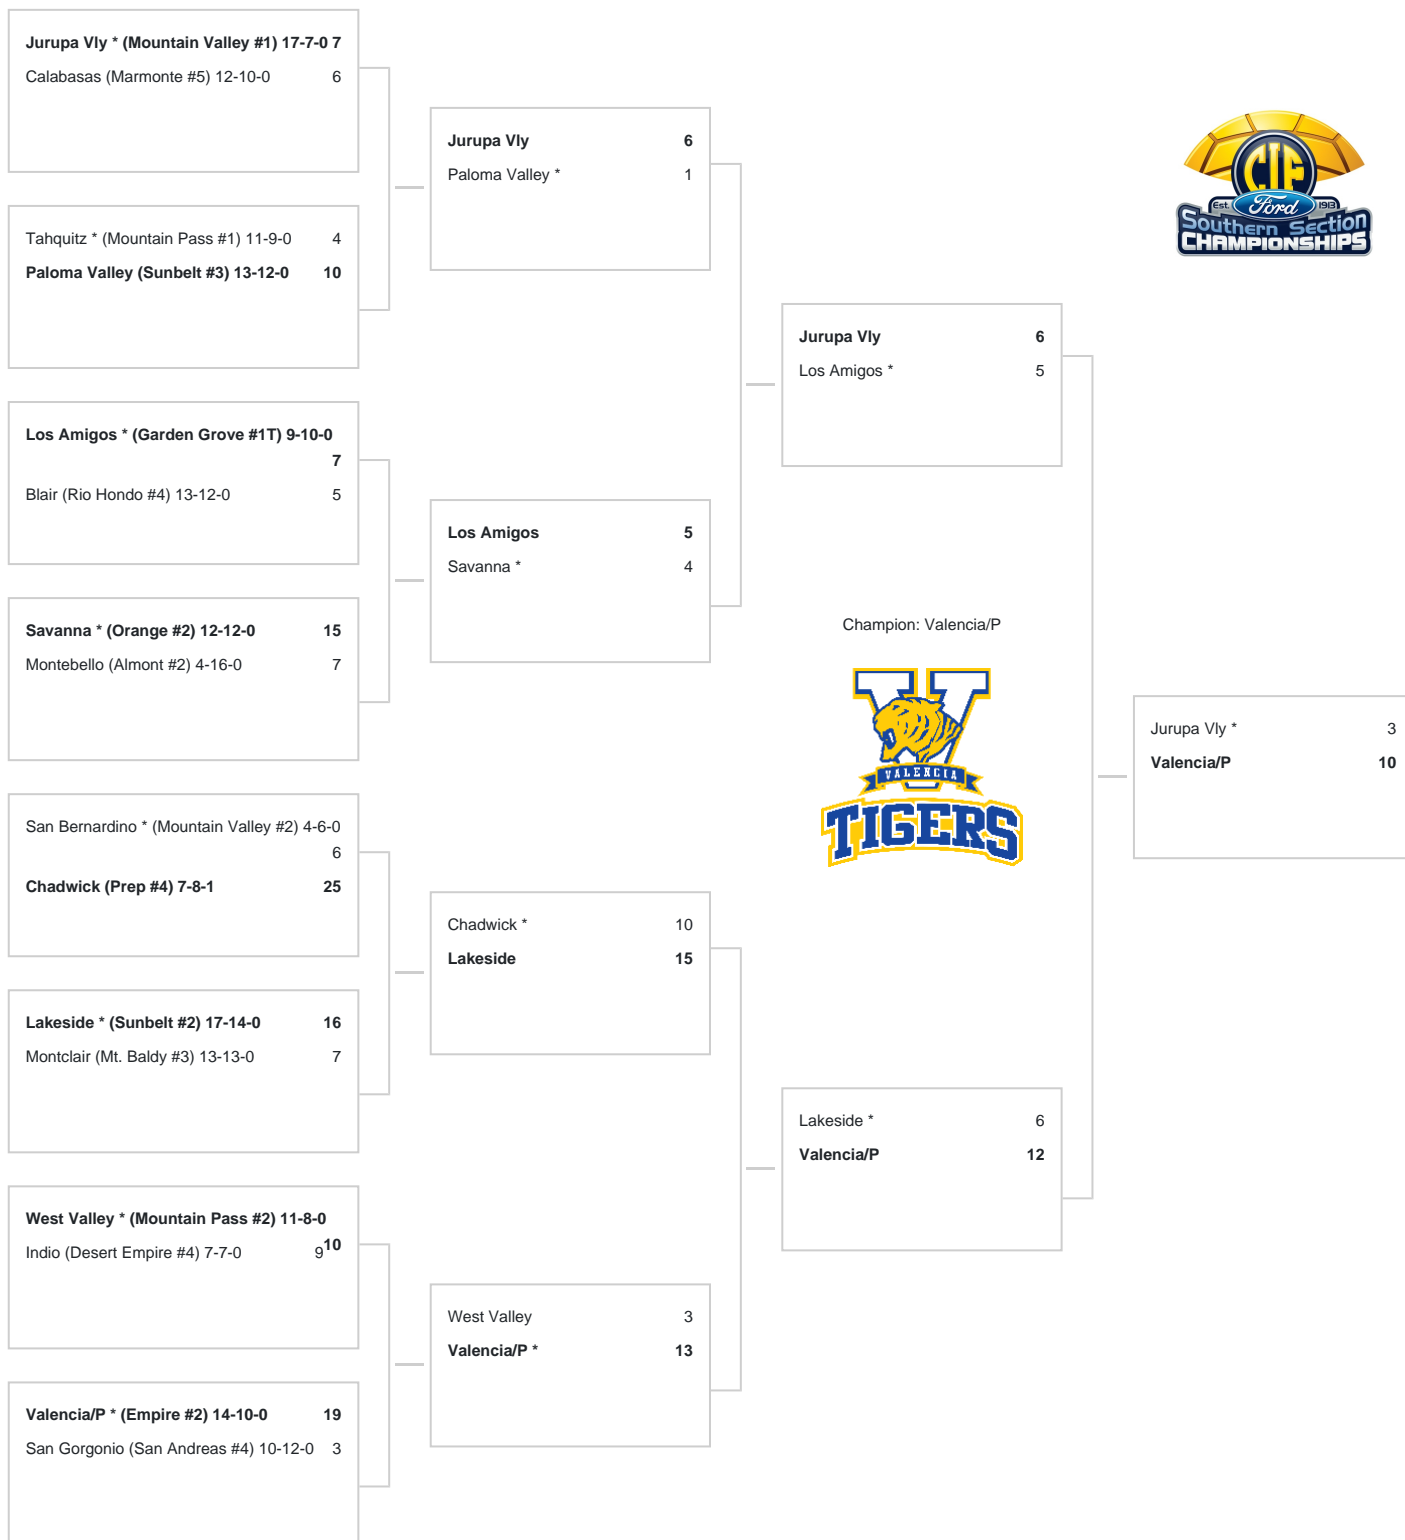 Jurupa Vly * (Mountain Valley #1) 17-7-0 7
Calabasas (Marmonte #5) 12-10-0 6
Tahquitz * (Mountain Pass #1) 11-9-0 4
Paloma Valley (Sunbelt #3) 13-12-0 10
Los Amigos * (Garden Grove #1T) 9-10-0
7
Blair (Rio Hondo #4) 13-12-0 5
Savanna * (Orange #2) 12-12-0 15
Montebello (Almont #2) 4-16-0 7
San Bernardino * (Mountain Valley #2) 4-6-0
6
Chadwick (Prep #4) 7-8-1 25
Lakeside * (Sunbelt #2) 17-14-0 16
Montclair (Mt. Baldy #3) 13-13-0 7
West Valley * (Mountain Pass #2) 11-8-0
10
Indio (Desert Empire #4) 7-7-0 9
Valencia/P * (Empire #2) 14-10-0 19
San Gorgonio (San Andreas #4) 10-12-0 3
Jurupa Vly 6
Paloma Valley * 1
Los Amigos 5
Savanna * 4
Chadwick * 10
Lakeside 15
West Valley 3
Valencia/P * 13
Jurupa Vly 6
Los Amigos * 5
Lakeside * 6
Valencia/P 12
Champion: Valencia/P
V
VALENCIA
TIGERS
Jurupa Vly * 3
Valencia/P 10
CIF
Est. Ford 1913
Southern Section
CHAMPIONSHIPS